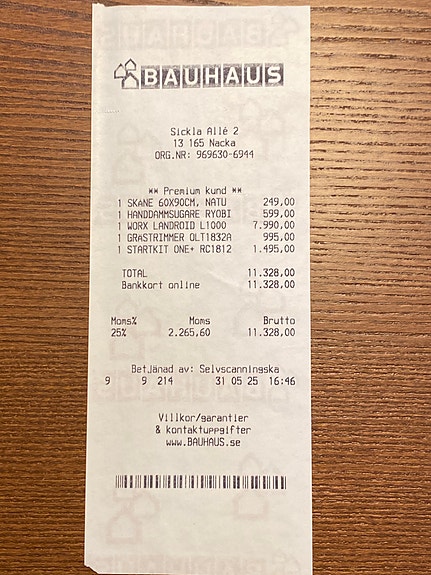 BAUHAUS
Sickla Allé 2
13 165 Nacka
ORG.NR: 969630-6944
** Premium kund **
1 SKANE 60X90CM, NATU 249,00
1 HANDDAMMSUGARE RYOBI 599,00
1 WORX LANDROID L1000 7.990,00
1 GRASTRIMMER OLT1832A 995,00
1 STARTKIT ONE+ RC1812 1.495,00
TOTAL 11.328,00
Bankkort online 11.328,00
Moms% Moms Brutto
25% 2.265,60 11.328,00
Betjänad av: Selvscanningska
9 9 214 31 05 25 16:46
Villkor/garantier
& kontaktuppgifter
www.BAUHAUS.se